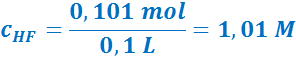 c_HF = 0,101 mol / 0,1 L = 1,01 M